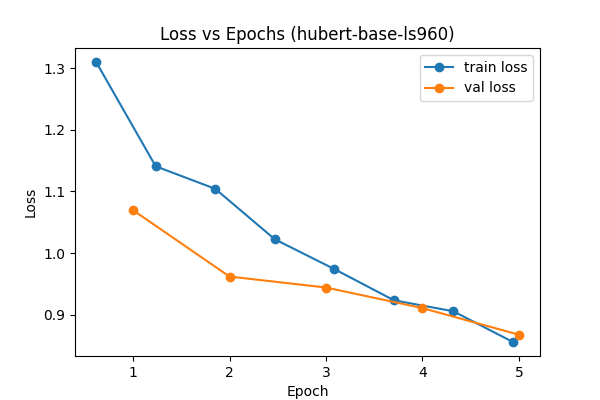 Loss vs Epochs (hubert-base-ls960)
train loss
val loss
1.3
1.2
1.1
1.0
0.9
Loss
1 2 3 4 5
Epoch